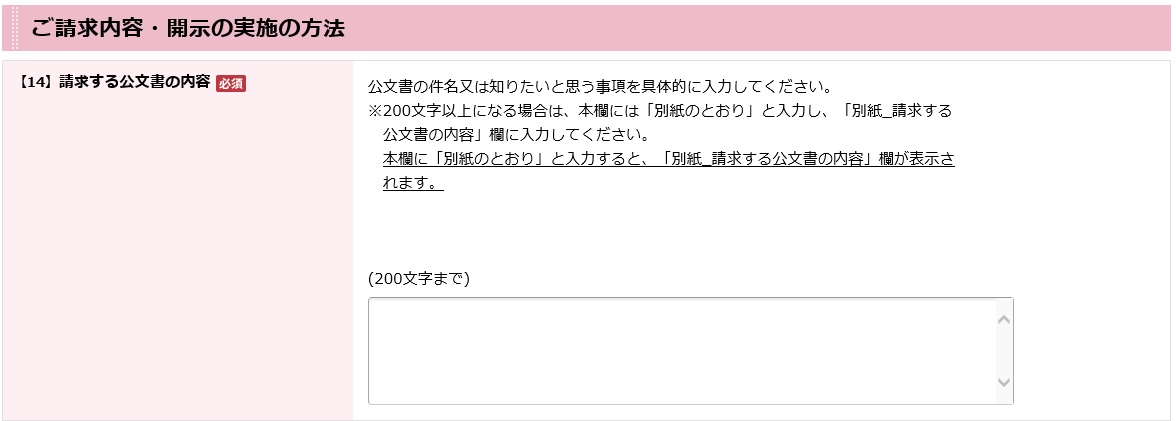 ご請求内容・開示の実施の方法
【14】請求する公文書の内容 必須
公文書の件名又は知りたいと思う事項を具体的に入力してください。
※200文字以上になる場合は、本欄には「別紙のとおり」と入力し、「別紙_請求する
公文書の内容」欄に入力してください。
本欄に「別紙のとおり」と入力すると、「別紙_請求する公文書の内容」欄が表示さ
れます。
(200文字まで)